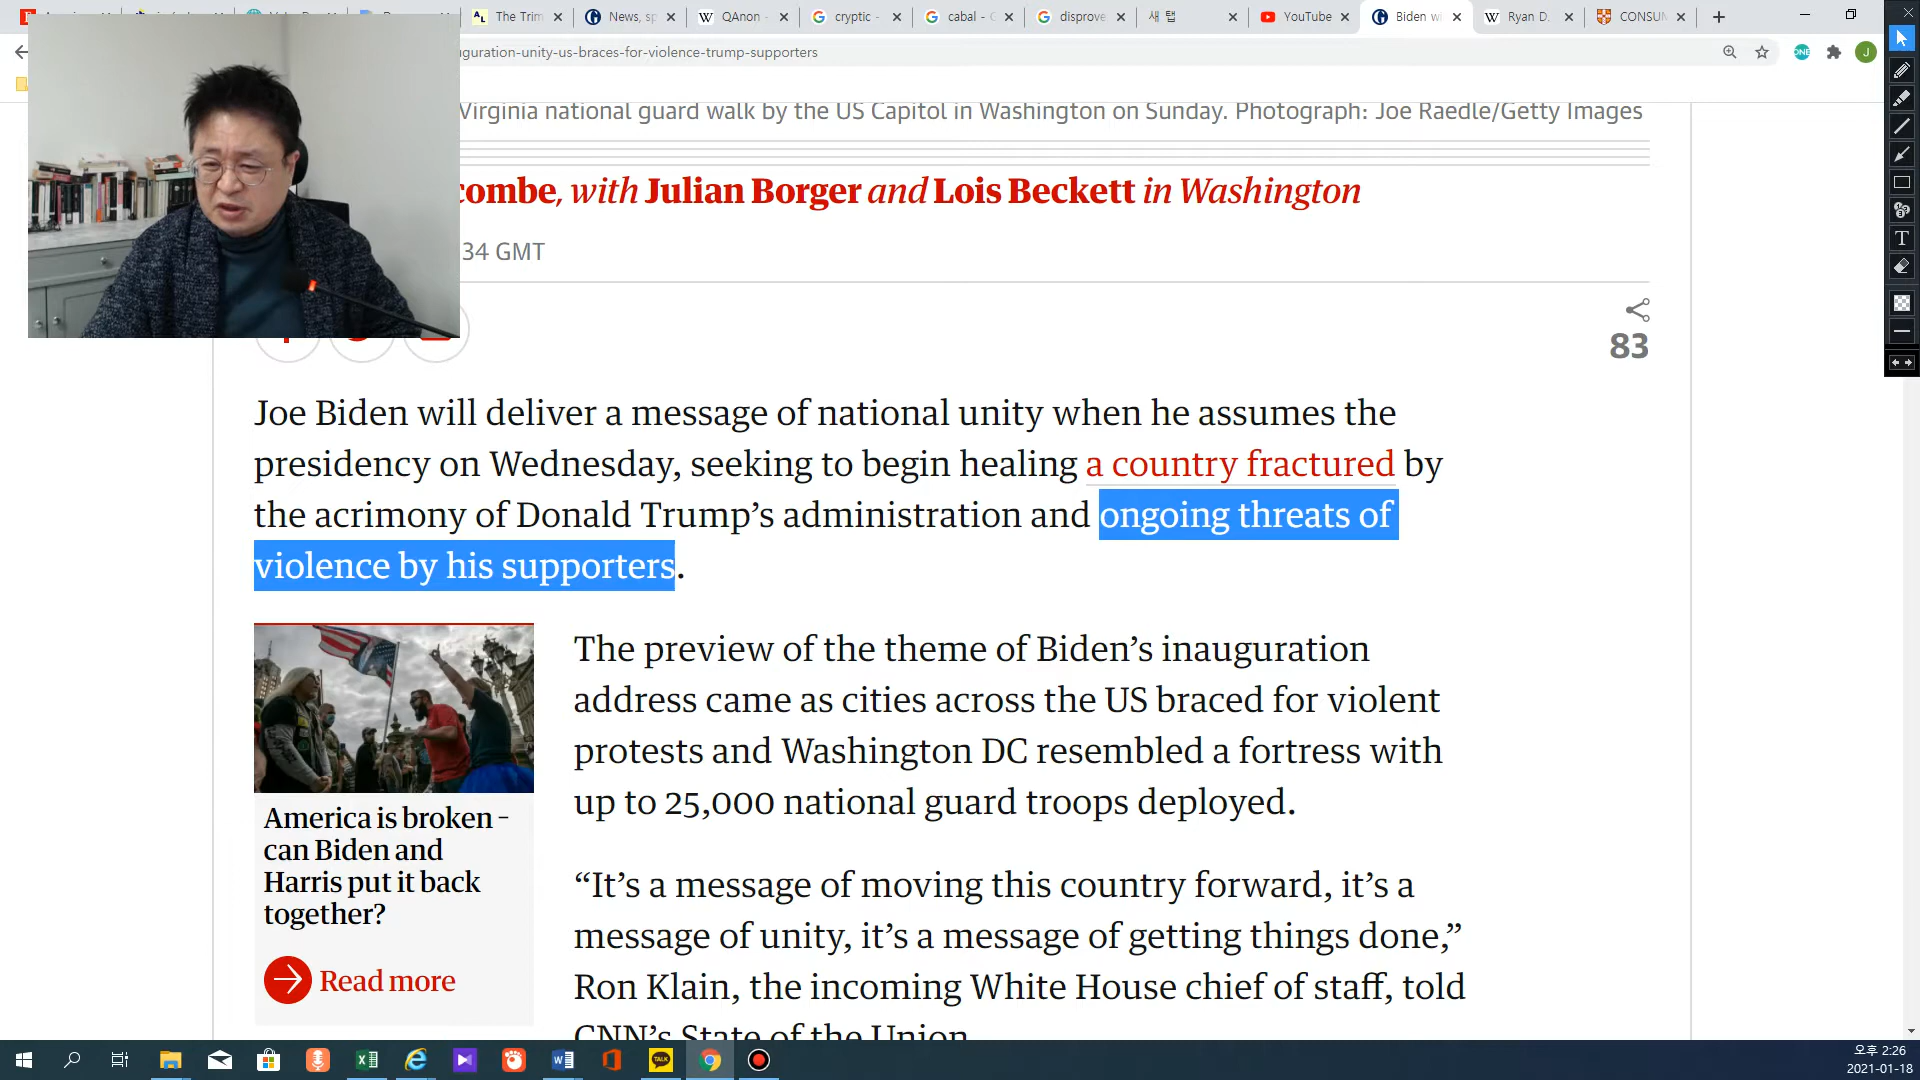 The Trim
News, sp
QAnon -
cryptic -
cabal - G
disprove
새 탭
YouTube
Biden wi
Ryan D.
CONSUM
guration-unity-us-braces-for-violence-trump-supporters
J
Virginia national guard walk by the US Capitol in Washington on Sunday. Photograph: Joe Raedle/Getty Images
combe, with Julian Borger and Lois Beckett in Washington
34 GMT
83
Joe Biden will deliver a message of national unity when he assumes the
presidency on Wednesday, seeking to begin healing a country fractured by
the acrimony of Donald Trump’s administration and ongoing threats of
violence by his supporters.
The preview of the theme of Biden’s inauguration
address came as cities across the US braced for violent
protests and Washington DC resembled a fortress with
up to 25,000 national guard troops deployed.
America is broken –
can Biden and
Harris put it back
together?
Read more
“It’s a message of moving this country forward, it’s a
message of unity, it’s a message of getting things done,”
Ron Klain, the incoming White House chief of staff, told
CNN’s State of the Union
TALK
오후 2:26
2021-01-18